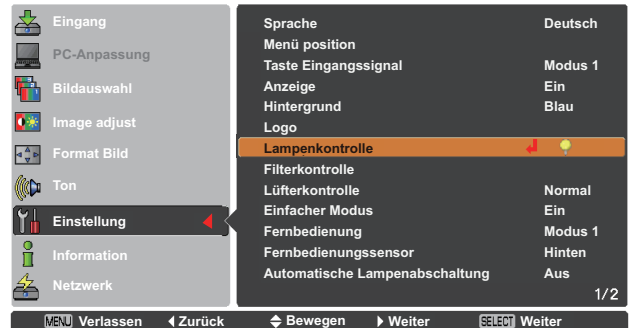 Eingang
PC-Anpassung
Bildauswahl
Image adjust
Format Bild
Ton
Einstellung
Information
Netzwerk
Sprache Deutsch
Menü position
Taste Eingangssignal Modus 1
Anzeige Ein
Hintergrund Blau
Logo
Lampenkontrolle
Filterkontrolle
Lüfterkontrolle Normal
Einfacher Modus Ein
Fernbedienung Modus 1
Fernbedienungssensor Hinten
Automatische Lampenabschaltung Aus
1/2
MENU Verlassen Zurück Bewegen Weiter SELECT Weiter